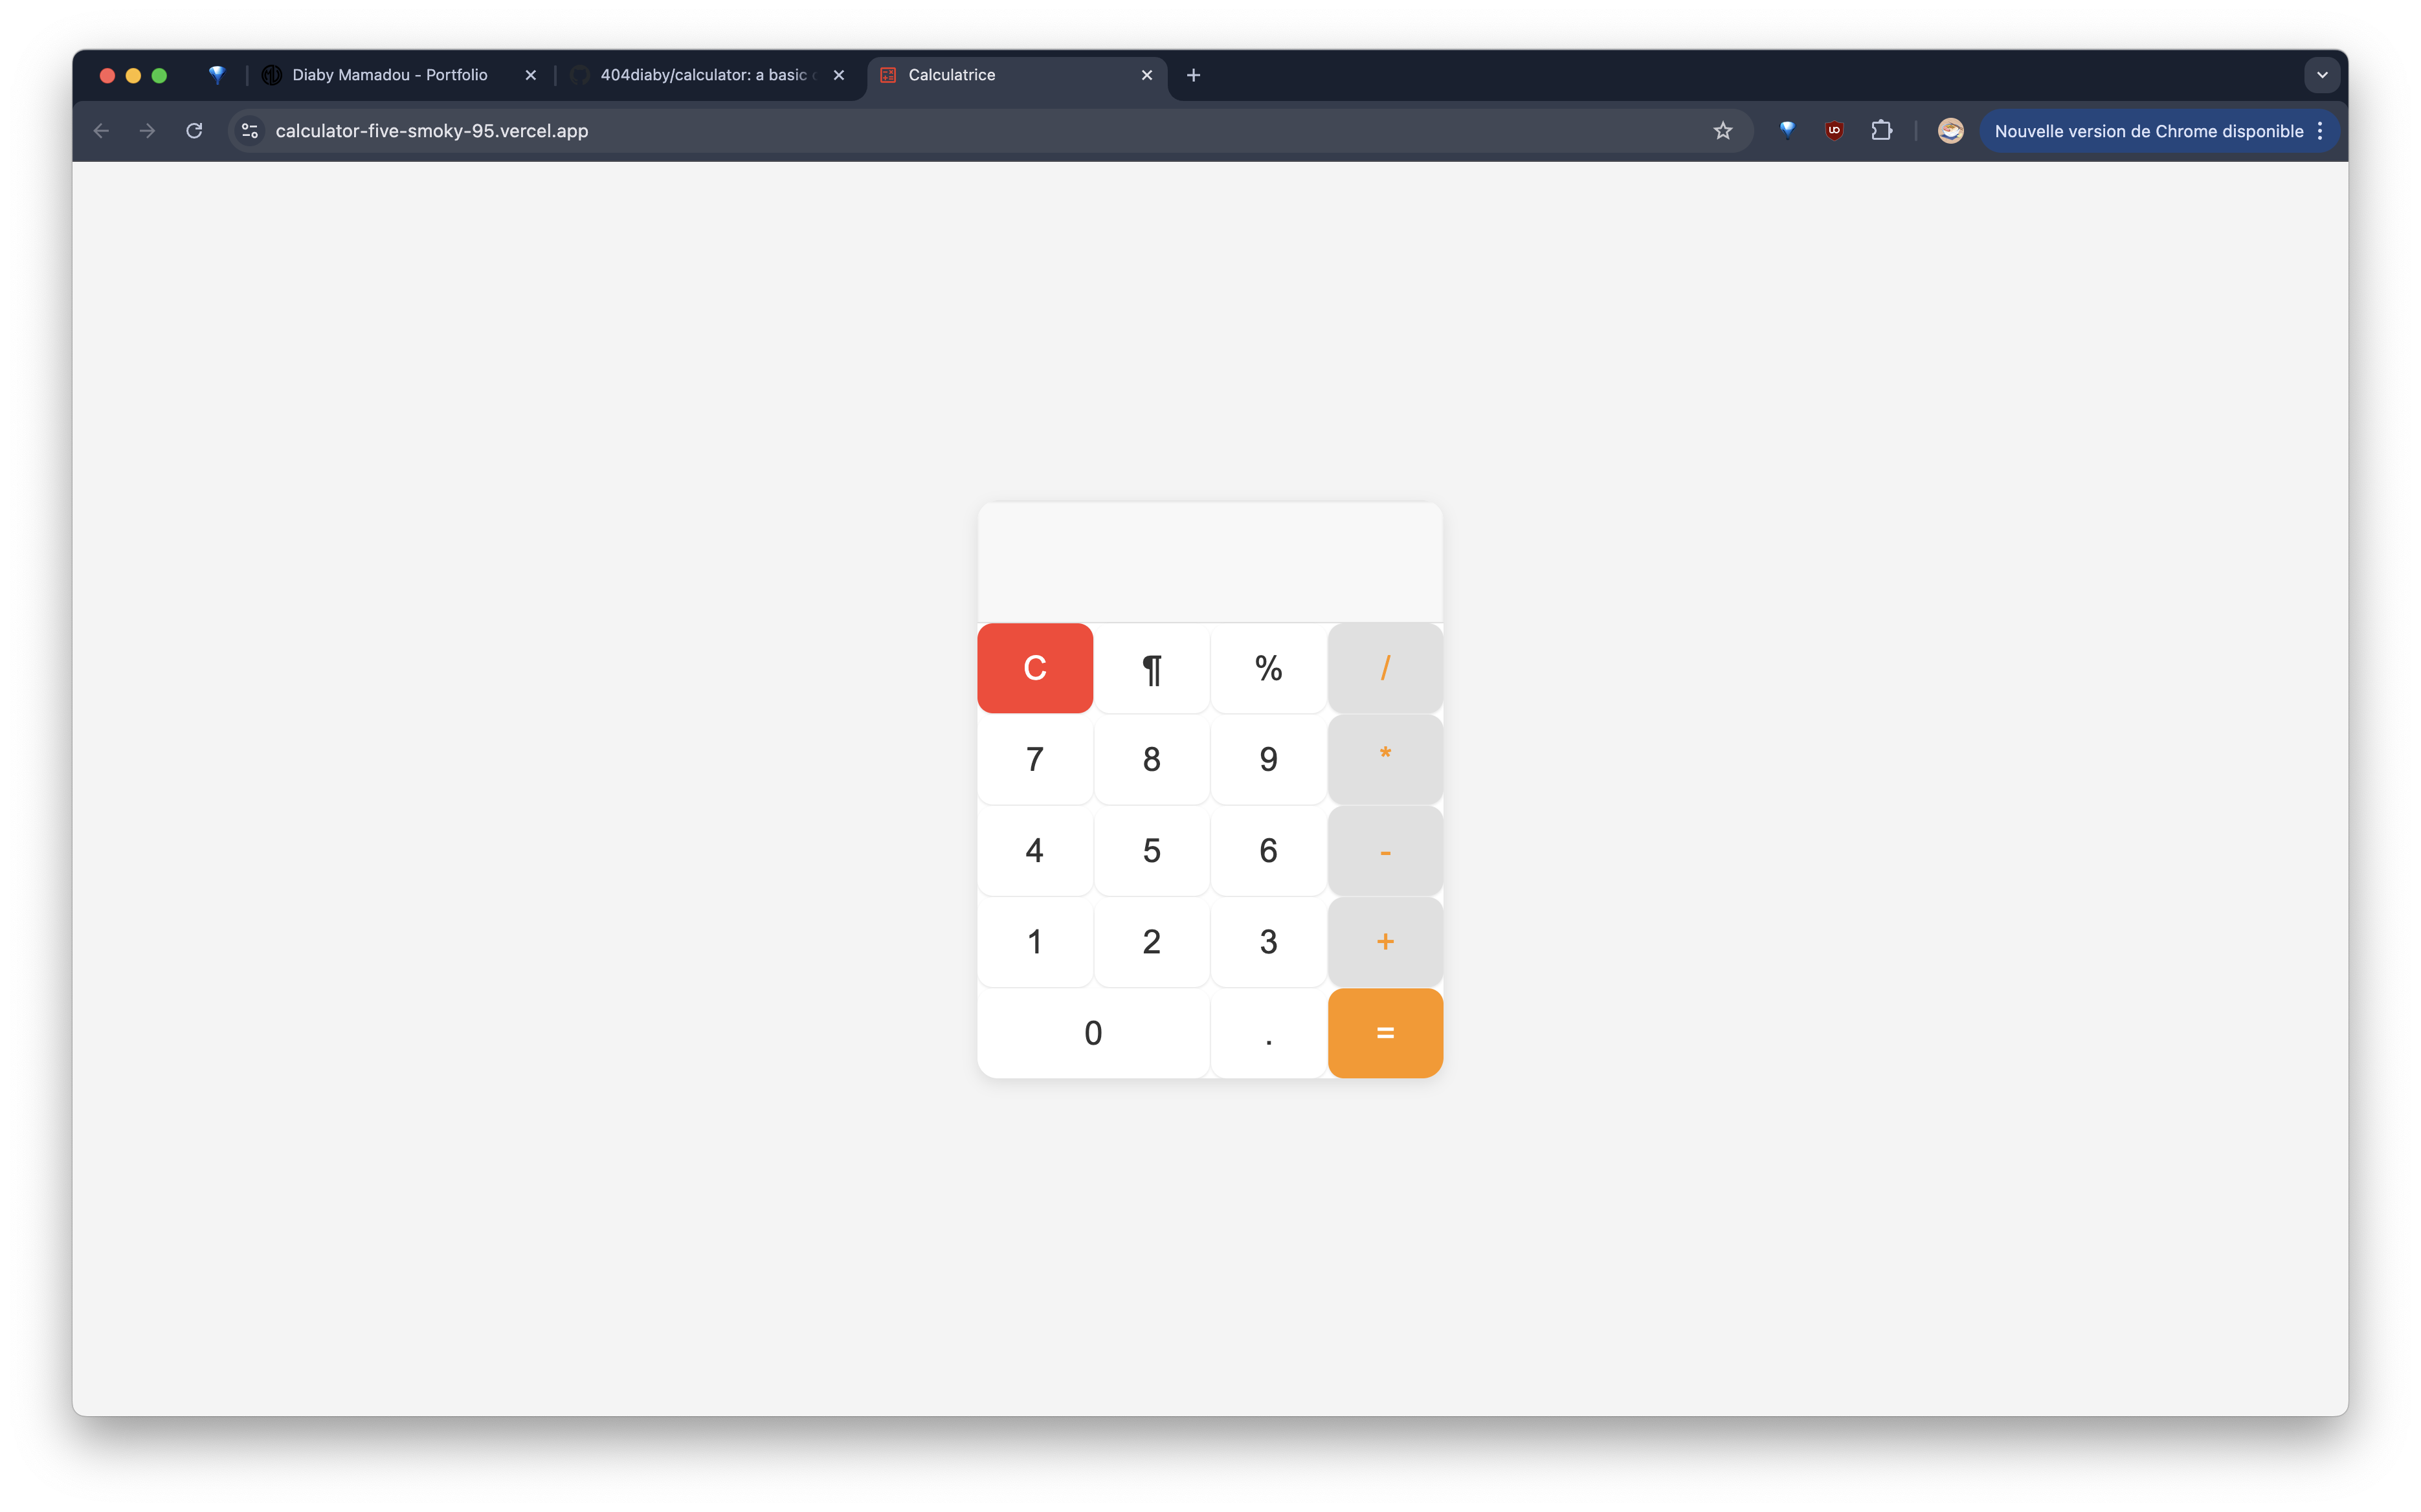 Diaby Mamadou - Portfolio
404diaby/calculator: a basic
Calculatrice
calculator-five-smoky-95.vercel.app
Nouvelle version de Chrome disponible
C ¶ % /
7 8 9 *
4 5 6 -
1 2 3 +
0 . =